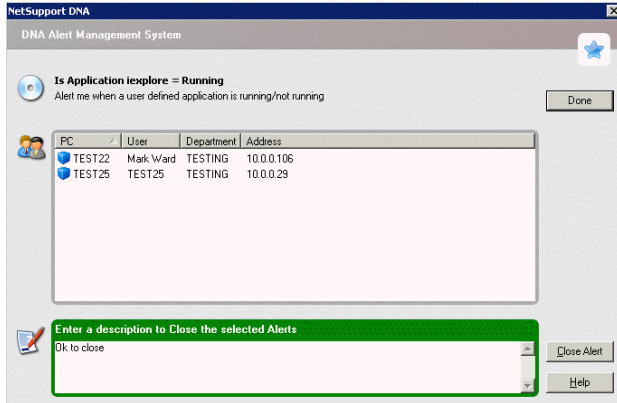 NetSupport DNA
DNA Alert Management System
Is Application iexplore = Running
Alert me when a user defined application is running/not running
Done
PC User Department Address
TEST22 Mark Ward TESTING 10.0.0.106
TEST25 TEST25 TESTING 10.0.0.29
Enter a description to Close the selected Alerts
Ok to close
Close Alert
Help